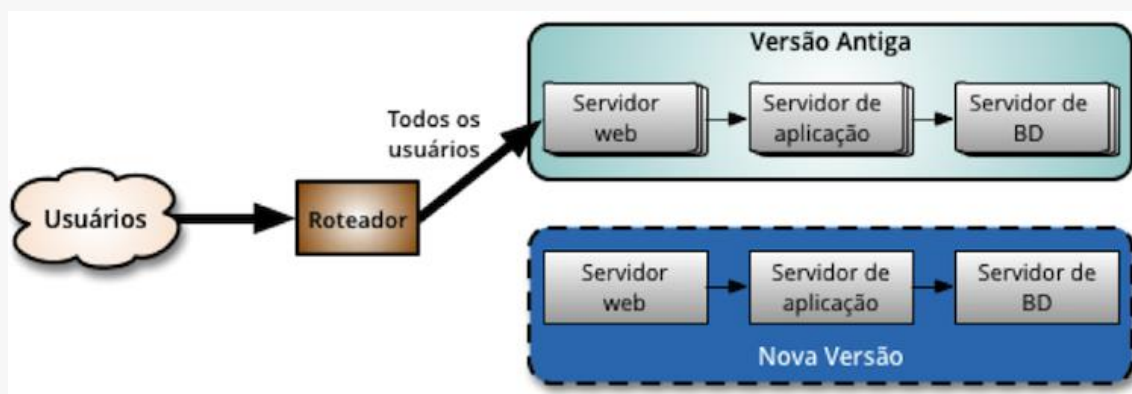 Versão Antiga
Servidor
web
Servidor de
aplicação
Servidor de
BD
Todos os
usuários
Usuários
Roteador
Servidor
web
Servidor de
aplicação
Servidor de
BD
Nova Versão